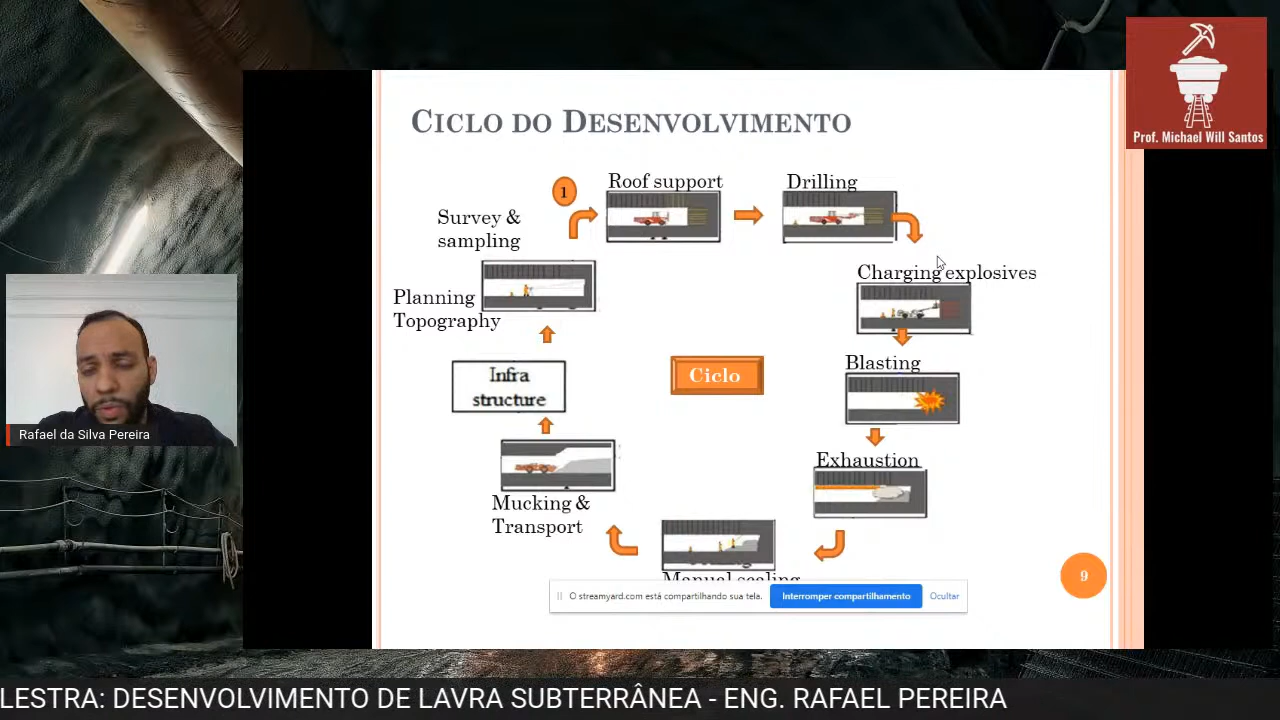 Prof. Michael Will Santos
CICLO DO DESENVOLVIMENTO
1
Roof support
Drilling
Survey &
sampling
Charging explosives
Planning
Topography
Blasting
Infra
structure
Ciclo
Exhaustion
Mucking &
Transport
Manual scaling
O streamyard.com está compartilhando sua tela.
Interromper compartilhamento
Ocultar
9
Rafael da Silva Pereira
LESTRA: DESENVOLVIMENTO DE LAVRA SUBTERRÂNEA - ENG. RAFAEL PEREIRA